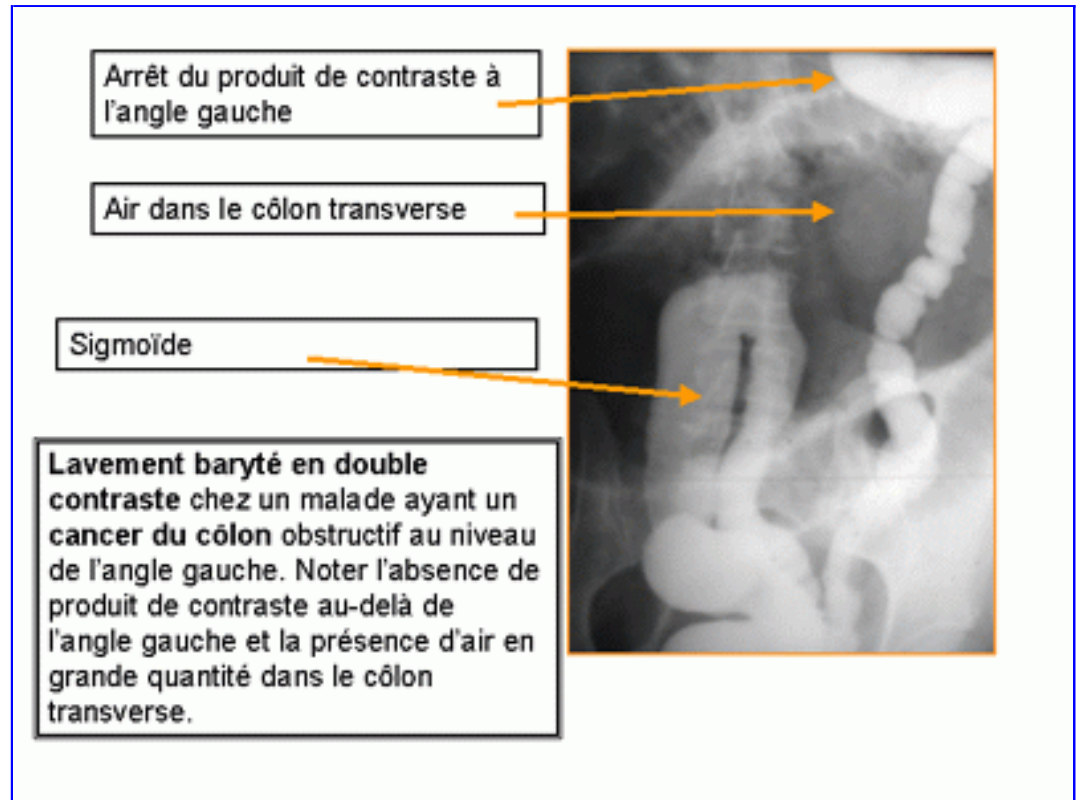 Arrêt du produit de contraste à
l'angle gauche
Air dans le côlon transverse
Sigmoïde
Lavement baryté en double
contraste chez un malade ayant un
cancer du côlon obstructif au niveau
de l'angle gauche. Noter l'absence de
produit de contraste au-delà de
l'angle gauche et la présence d'air en
grande quantité dans le côlon
transverse.